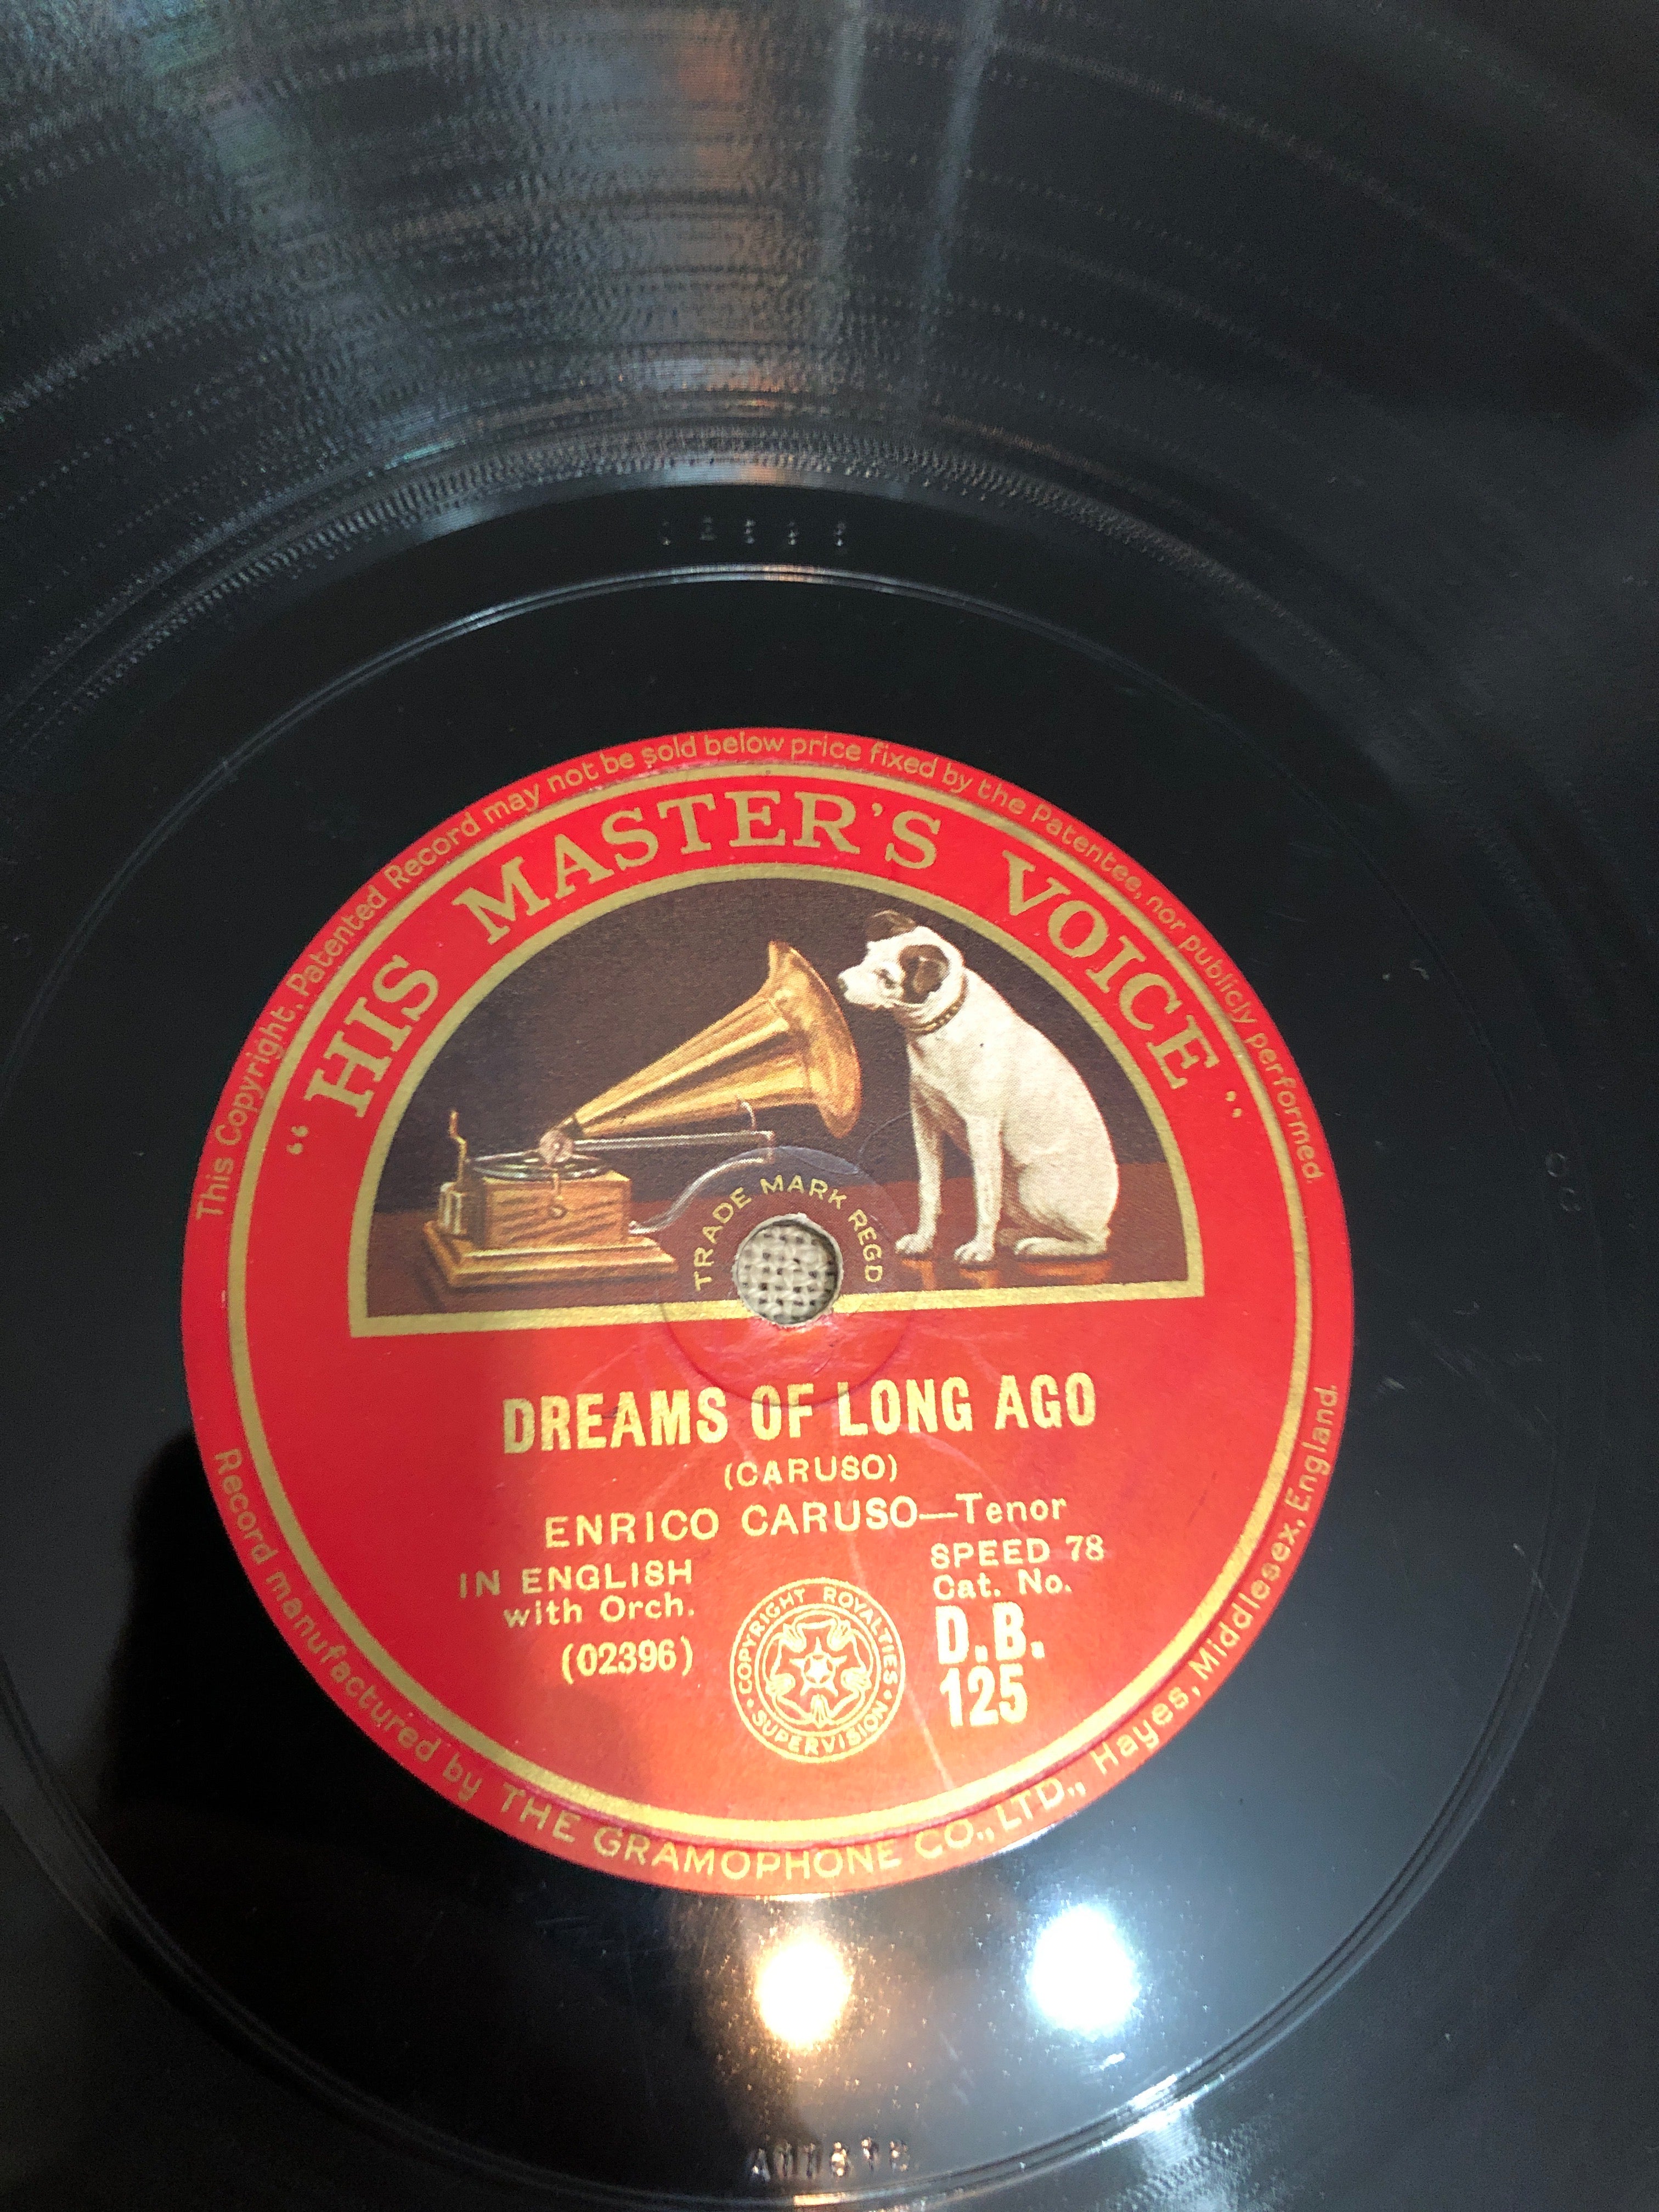 This Copyright, Patented Record may not be sold below price fixed by the Patentee, nor publicly performed.
"HIS MASTER'S VOICE"
TRADE MARK REGD
DREAMS OF LONG AGO
(CARUSO)
ENRICO CARUSO—Tenor
IN ENGLISH
with Orch.
(02396)
SPEED 78
Cat. No.
D.B.
125
COPYRIGHT ROYALTIES
SUPERVISION
Record manufactured by THE GRAMOPHONE CO., LTD., Hayes, Middlesex, England.